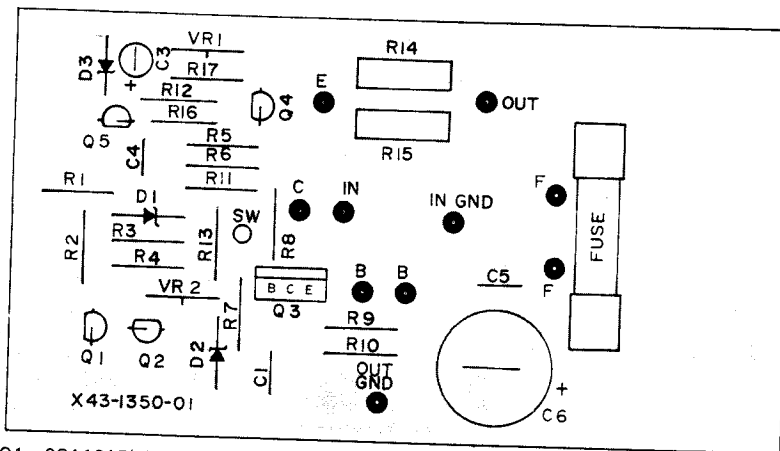 VR1
R14
D3
C3
+
R17
R12
E
Q4
OUT
R16
Q5
R5
R15
C4
R6
R1
R11
F
D1
C
IN
IN GND
SW
R2
R3
R13
R8
FUSE
R4
B C E
B
B
C5
F
VR2
Q3
R7
R9
Q1
Q2
D2
R10
C1
OUT
GND
+
X43-1350-01
C6